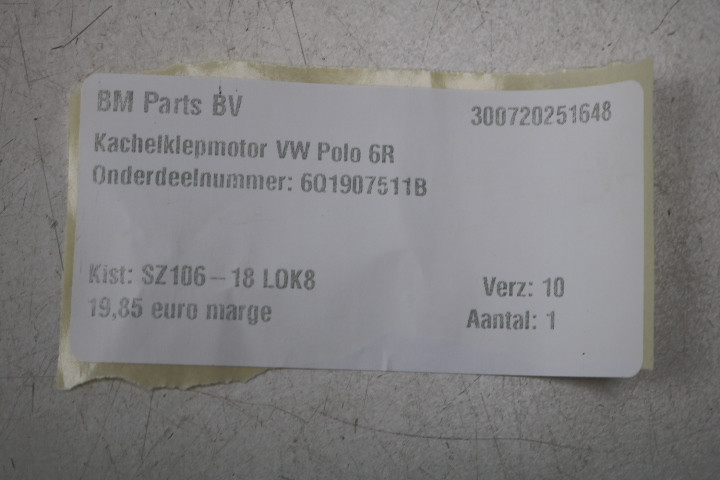 BM Parts BV 300720251648
Kachelklepmotor VW Polo 6R
Onderdeelnummer: 6Q1907511B
Kist: SZ106-18 LOK8 Verz: 10
19,85 euro marge Aantal: 1